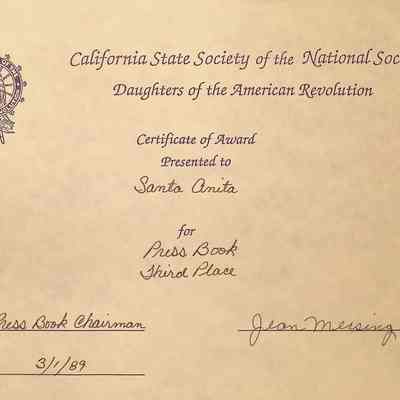 California State Society of the National Soc
Daughters of the American Revolution
Certificate of Award
Presented to
Santa Anita
for
Press Book
Third Place
Press Book Chairman
Jean Messing
3/1/89